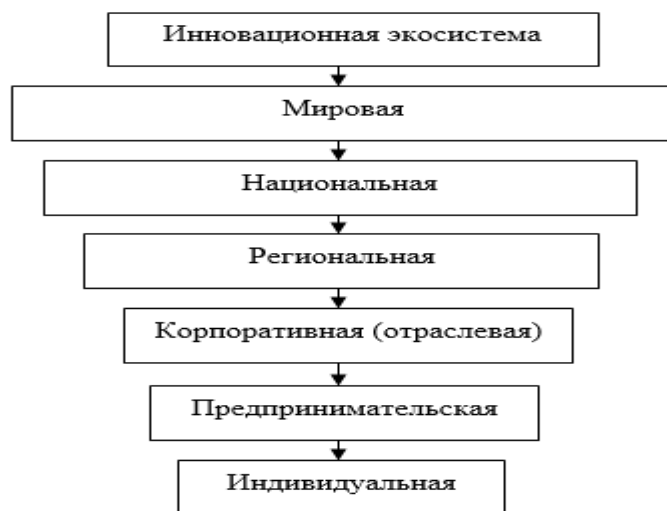 Инновационная экосистема
Мировая
Национальная
Региональная
Корпоративная (отраслевая)
Предпринимательская
Индивидуальная